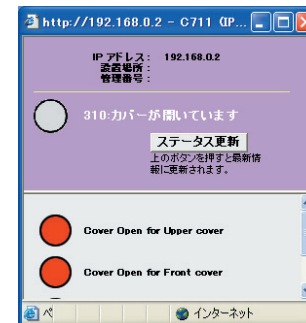 http://192.168.0.2 - C711 (IP...
IP アドレス: 192.168.0.2
設置場所:
管理番号:
310:カバーが開いています
ステータス更新
上のボタンを押すと最新情
報に更新されます。
Cover Open for Upper cover
Cover Open for Front cover
ペ
インターネット